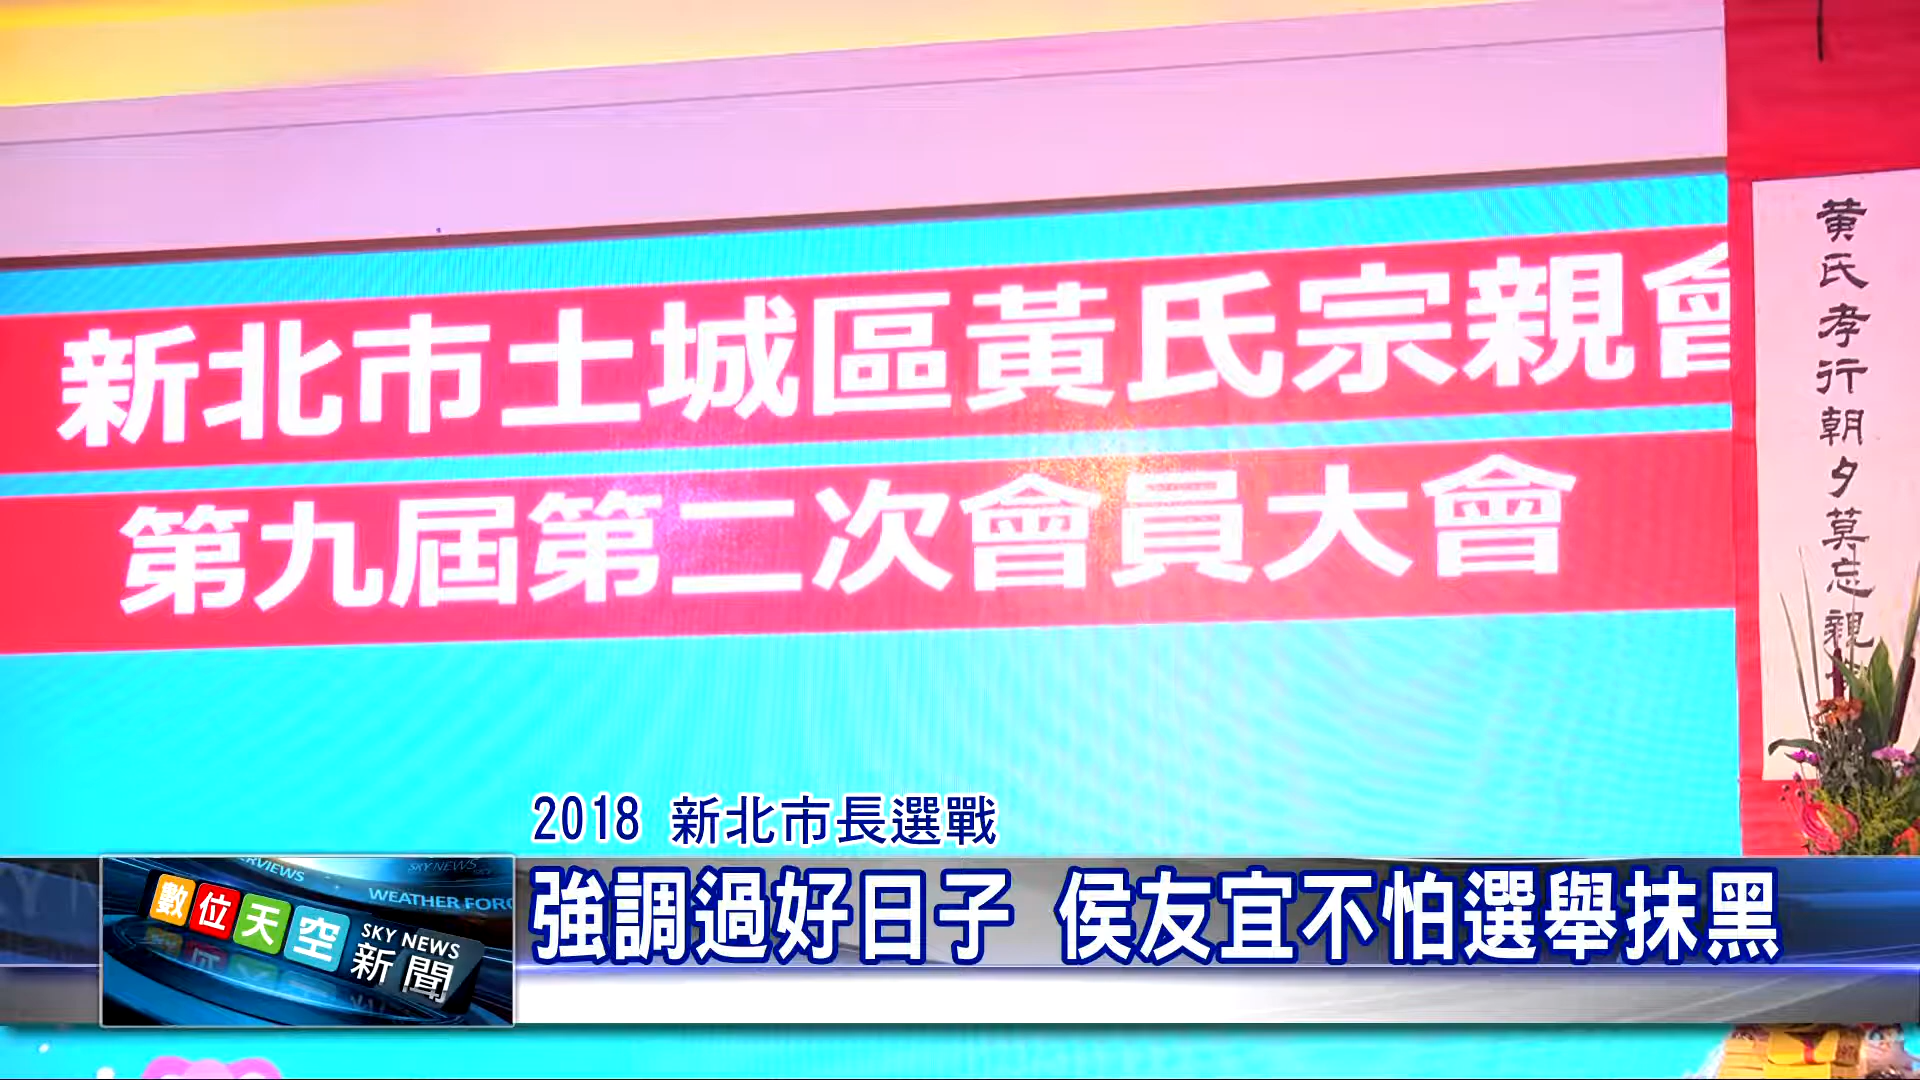 新北市土城區黃氏宗親會
第九屆第二次會員大會
黃氏孝行朝夕莫忘親
2018 新北市長選戰
強調過好日子 侯友宜不怕選舉抹黑
SKY NEWS
WEATHER FORC
數位天空
SKY NEWS
新聞